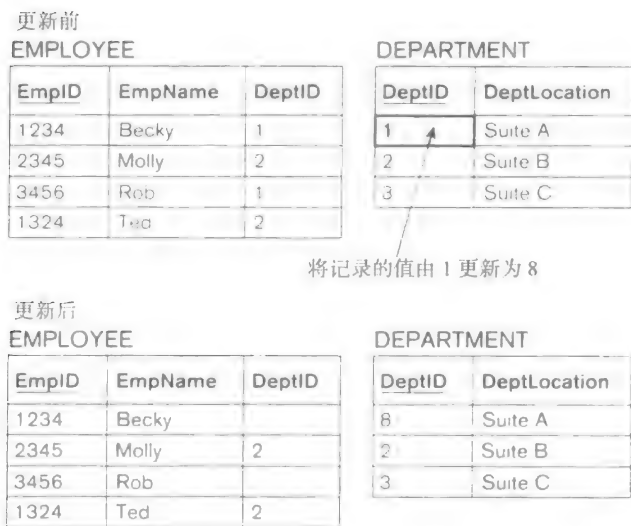 更新前
EMPLOYEE
EmpID EmpName DeptID
1234 Becky 1
2345 Molly 2
3456 Rob 1
1324 Ted 2
DEPARTMENT
DeptID DeptLocation
1 Suite A
2 Suite B
3 Suite C
将记录的值由 1 更新为 8
更新后
EMPLOYEE
EmpID EmpName DeptID
1234 Becky
2345 Molly 2
3456 Rob
1324 Ted 2
DEPARTMENT
DeptID DeptLocation
8 Suite A
2 Suite B
3 Suite C